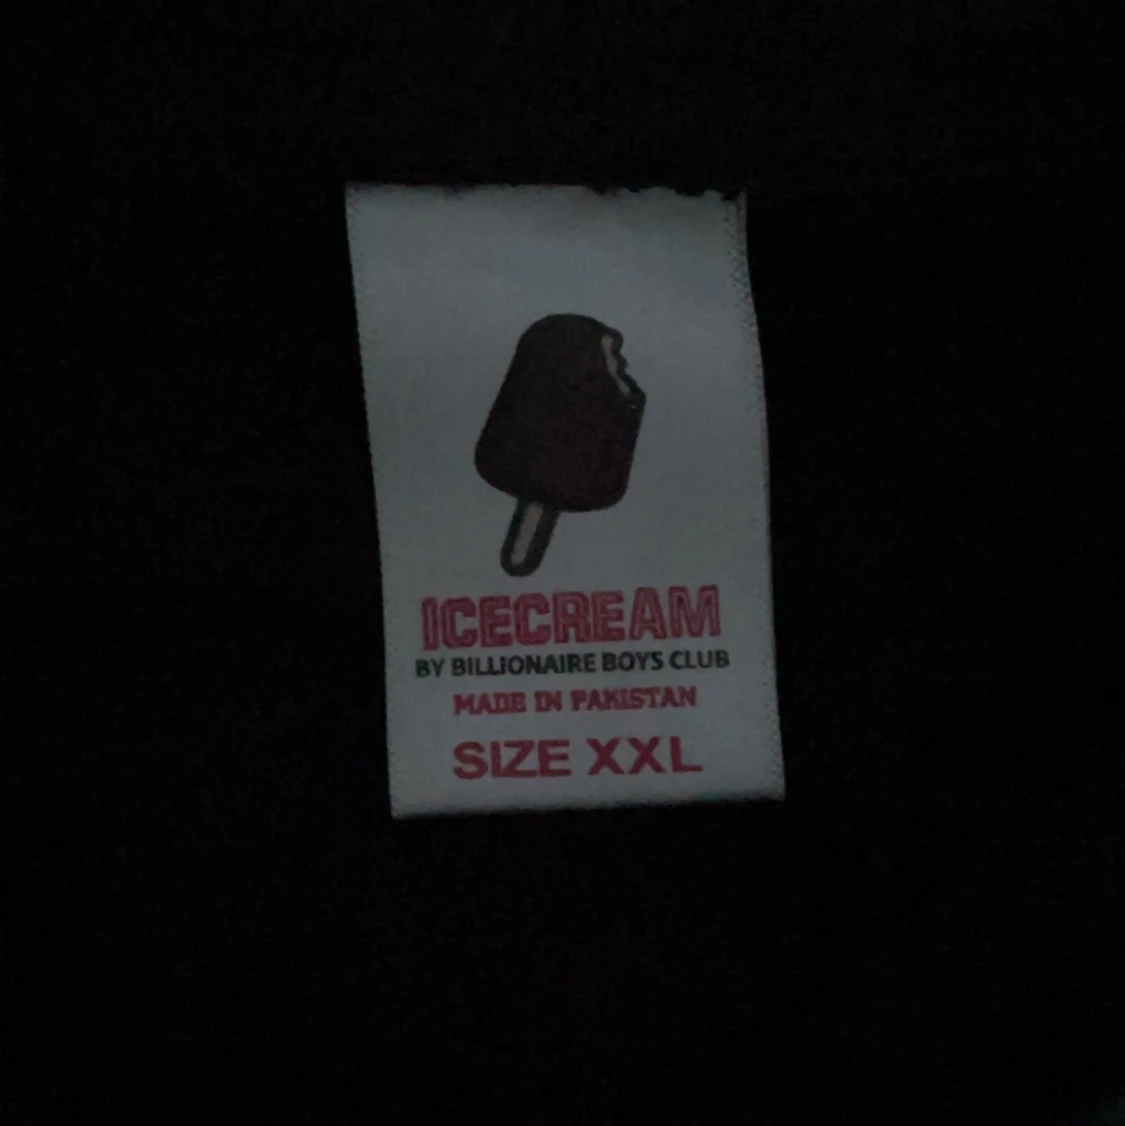 ICECREAM
BY BILLIONAIRE BOYS CLUB
MADE IN PAKISTAN
SIZE XXL